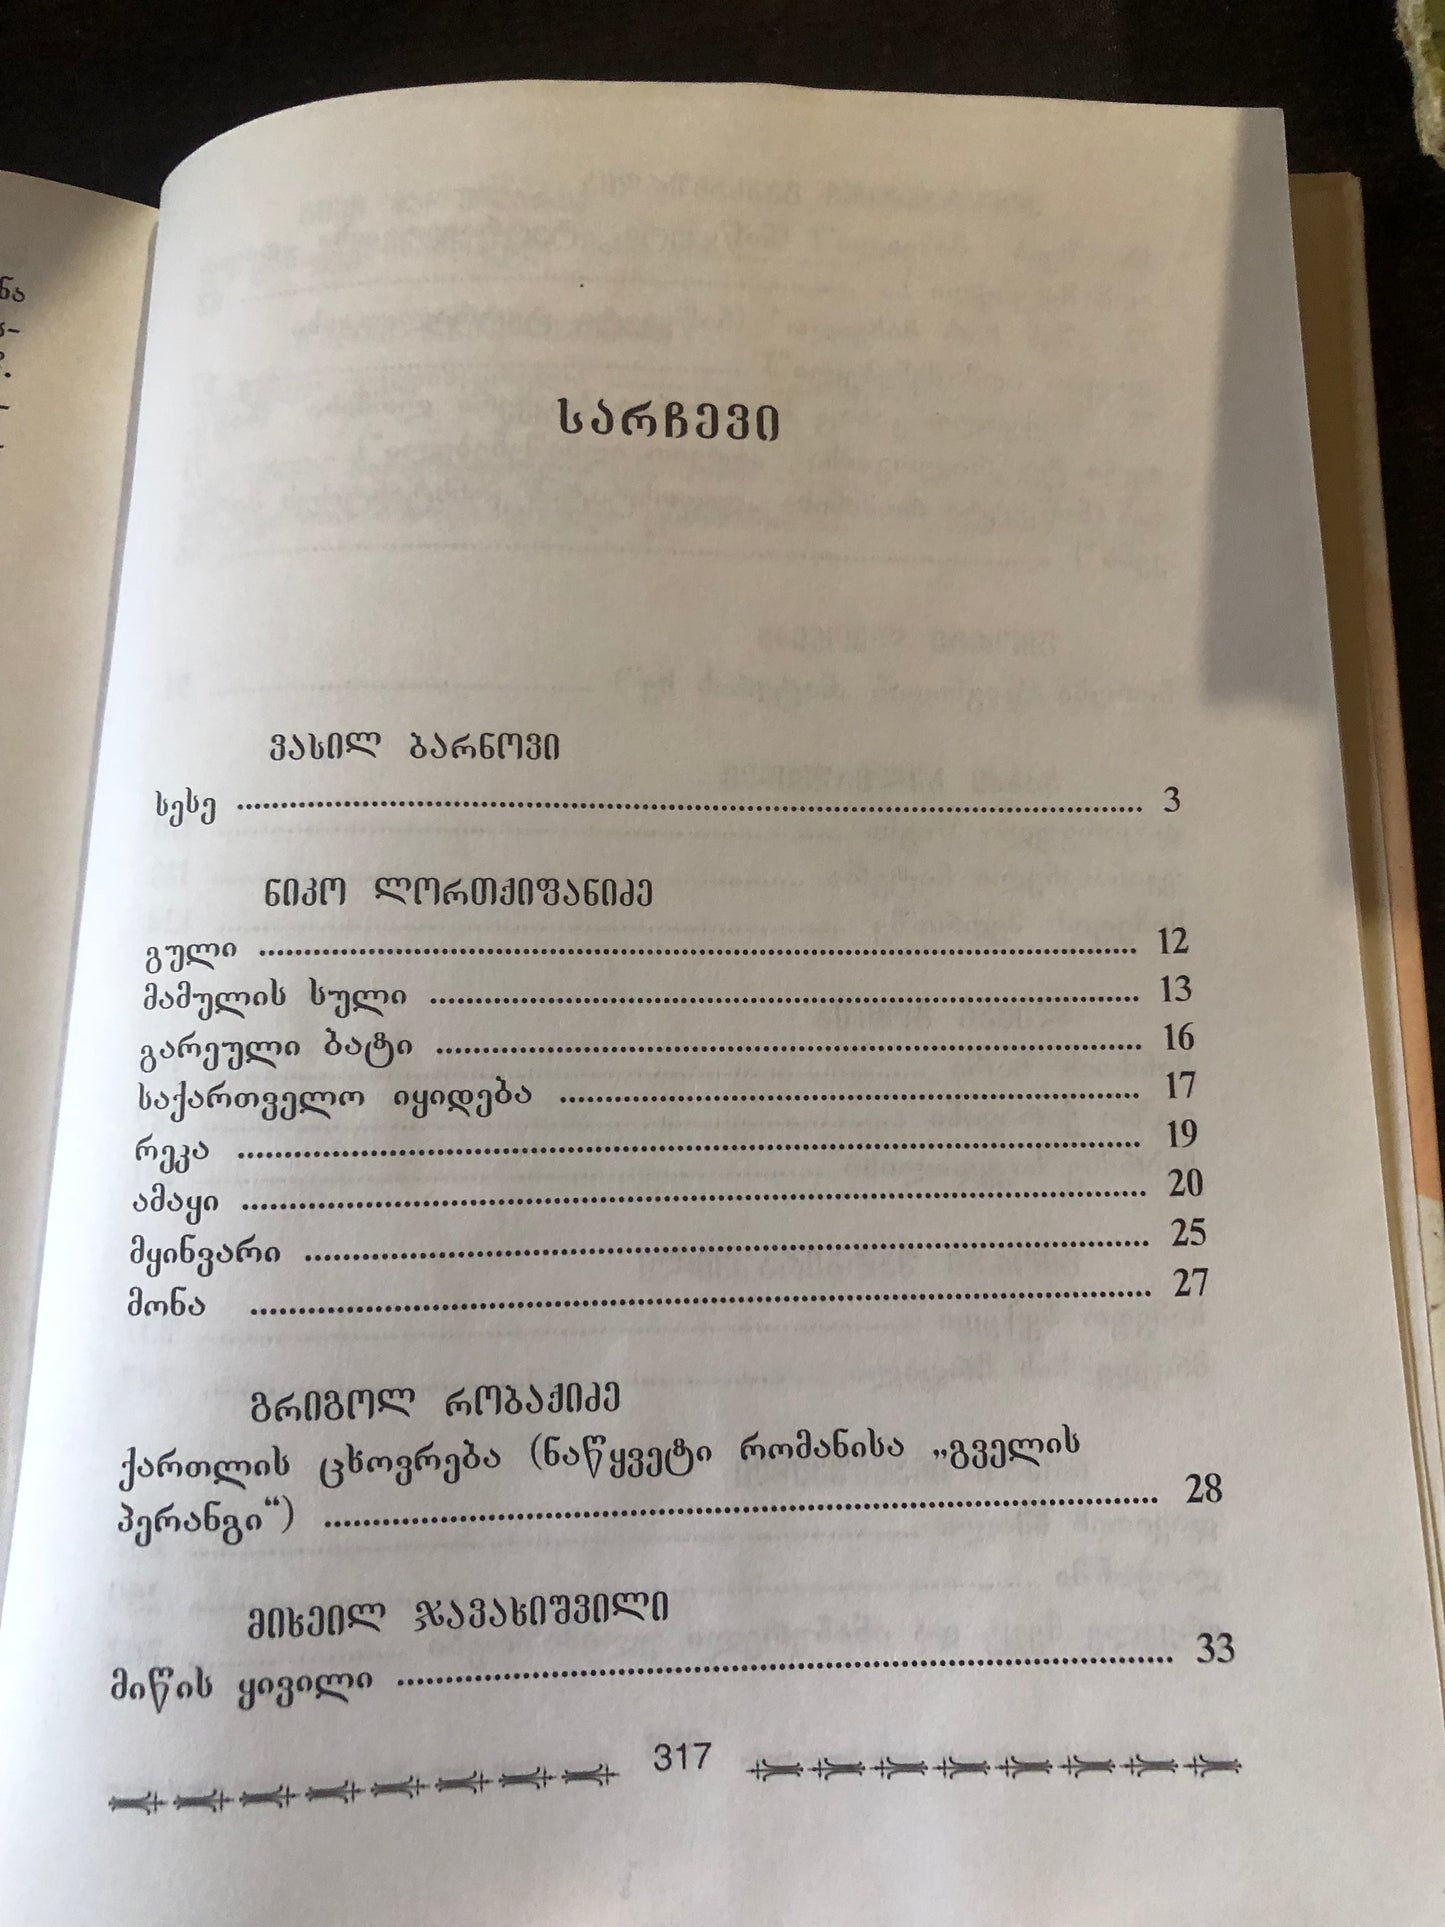 სარჩევი
ვასილ ბარნოვი
სესე ........................................ 3
ნიკო ლორთქიფანიძე
გული ........................................ 12
მამულის სული ........................................ 13
გარეული ბატი ........................................ 16
საქართველო იყიდება ........................................ 17
რეკა ........................................ 19
ამაყი ........................................ 20
მყინვარი ........................................ 25
მონა ........................................ 27
გრიგოლ რობაქიძე
ქართლის ცხოვრება (ნაწყვეტი რომანისა „გველის
პერანგი“) ........................................ 28
მიხეილ ჯავახიშვილი
მიწის ყივილი ........................................ 33
317